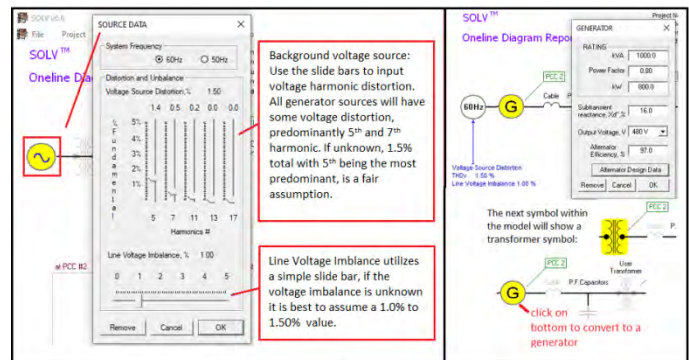 SOLV v6.6
File Project
SOLV™
Oneline Dia
SOURCE DATA
System Frequency
60Hz 50Hz
Distortion and Unbalance
Voltage Source Distortion,% 1.50
1.4 0.5 0.2 0.0 0.0
% Fundamental
5%
4%
3%
2%
1%
5 7 11 13 17
Harmonics #
Line Voltage Imbalance, % 1.00
0 1 2 3 4 5
Remove Cancel OK
at PCC #2
Background voltage source:
Use the slide bars to input
voltage harmonic distortion.
All generator sources will have
some voltage distortion,
predominantly 5th and 7th
harmonic. If unknown, 1.5%
total with 5th being the most
predominant, is a fair
assumption.
Line Voltage Imblance utilizes
a simple slide bar, if the
voltage imbalance is unknown
it is best to assume a 1.0% to
1.50% value.
SOLV™
Project N
Oneline Diagram Repo
PCC 2
Cable P
60Hz G
Voltage Source Distortion
THDv 1.50 %
Line Voltage Imbalance 1.00 %
GENERATOR
RATING
kVA 1000.0
Power Factor 0.80
kW 800.0
Subtransient
reactance, Xd",% 16.0
Output Voltage, V 480 V
Alternator
Efficiency, % 97.0
Alternator Design Data
Remove Cancel OK
The next symbol within
the model will show a
transformer symbol:
PCC 2
P.
PCC 2
G
Cable P.F.Capacitors
User
Transformer
click on
bottom to convert to a
generator